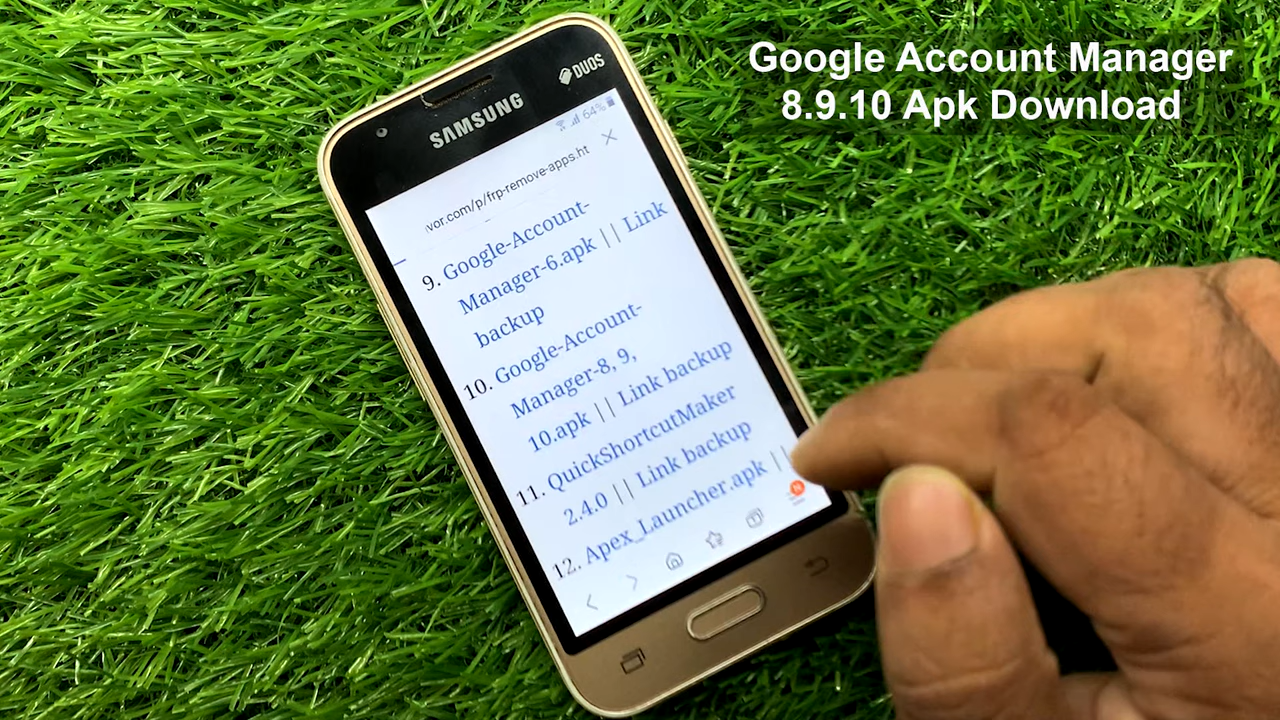 Google Account Manager
8.9.10 Apk Download
DUOS
SAMSUNG
64%
vor.com/p/frp-remove-apps.ht
9. Google-Account-
Manager-6.apk || Link
backup
10. Google-Account-
Manager-8, 9,
10.apk || Link backup
11. QuickShortcutMaker
2.4.0 || Link backup
12. Apex_Launcher.apk ||
N